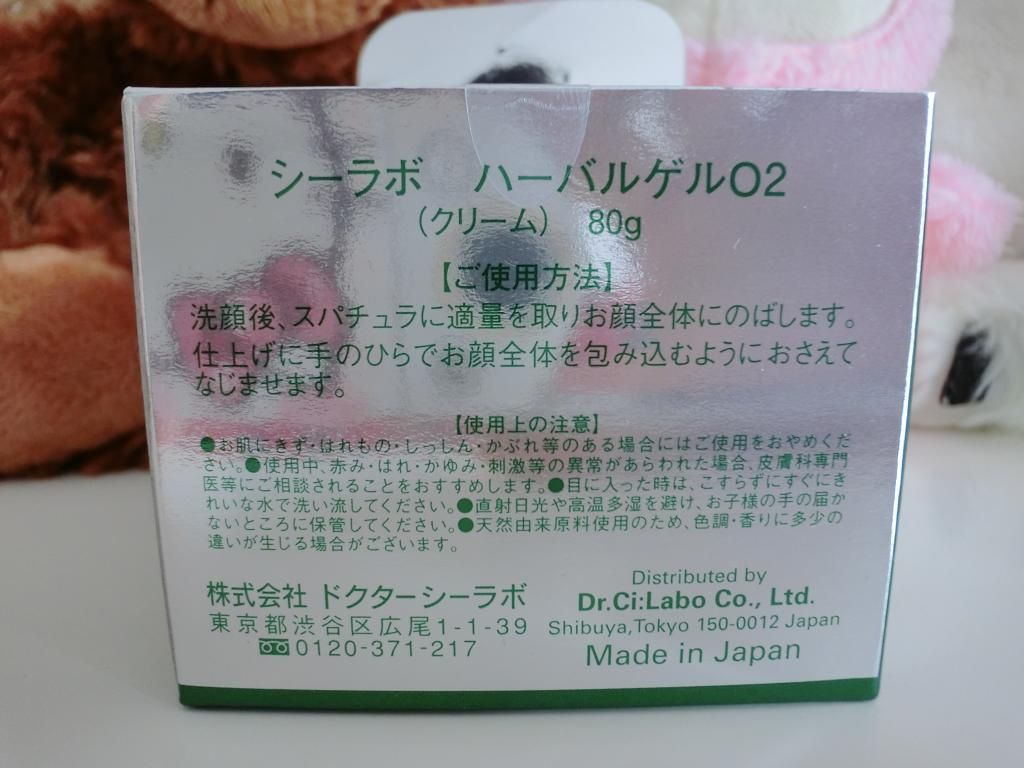 シーラボ ハーバルゲルO2
(クリーム) 80g
【ご使用方法】
洗顔後、スパチュラに適量を取りお顔全体にのばします。
仕上げに手のひらでお顔全体を包み込むようにおさえて
なじませます。
【使用上の注意】
●お肌にきず・はれもの・しっしん・かぶれ等のある場合にはご使用をおやめくだ
さい。●使用中、赤み・はれ・かゆみ・刺激等の異常があらわれた場合、皮膚科専門
医等にご相談されることをおすすめします。●目に入った時は、こすらずにすぐにき
れいな水で洗い流してください。●直射日光や高温多湿を避け、お子様の手の届か
ないところに保管してください。●天然由来原料使用のため、色調・香りに多少の
違いが生じる場合がございます。
株式会社 ドクターシーラボ
東京都渋谷区広尾1-1-39
0120-371-217
Distributed by
Dr.Ci:Labo Co., Ltd.
Shibuya,Tokyo 150-0012 Japan
Made in Japan